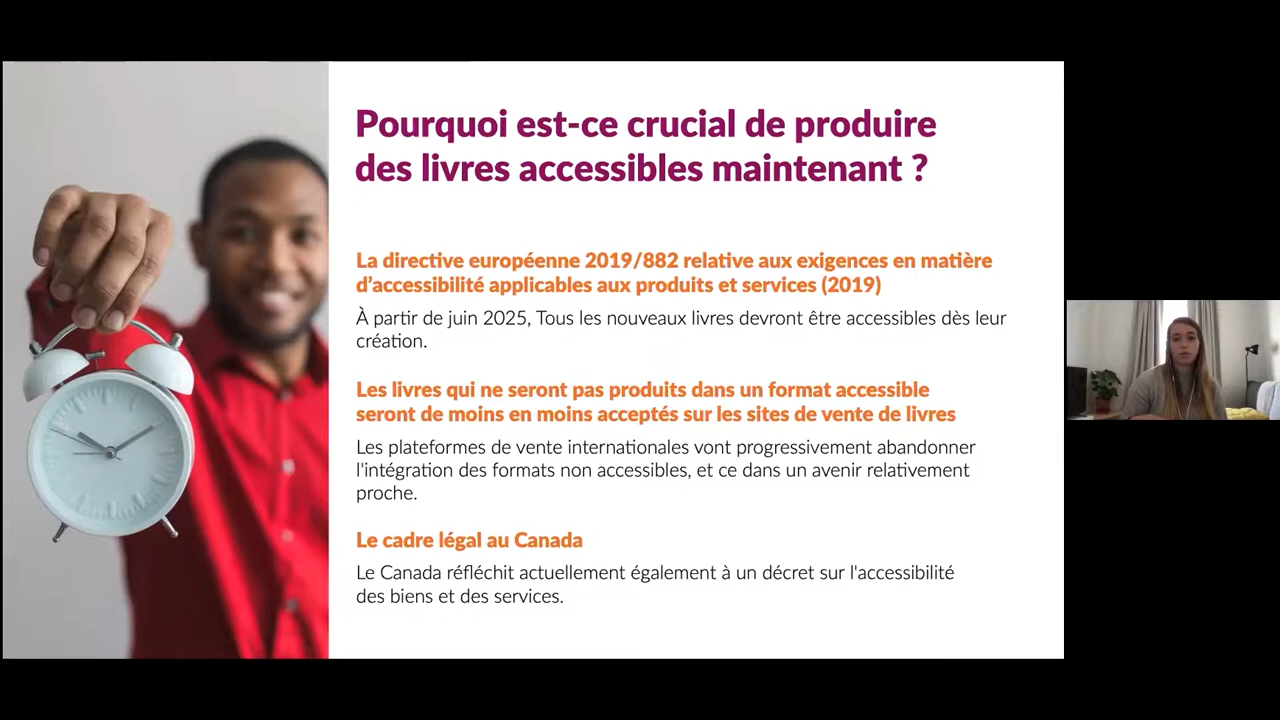 Pourquoi est-ce crucial de produire
des livres accessibles maintenant ?
La directive européenne 2019/882 relative aux exigences en matière
d'accessibilité applicables aux produits et services (2019)
À partir de juin 2025, Tous les nouveaux livres devront être accessibles dès leur
création.
Les livres qui ne seront pas produits dans un format accessible
seront de moins en moins acceptés sur les sites de vente de livres
Les plateformes de vente internationales vont progressivement abandonner
l'intégration des formats non accessibles, et ce dans un avenir relativement
proche.
Le cadre légal au Canada
Le Canada réfléchit actuellement également à un décret sur l'accessibilité
des biens et des services.